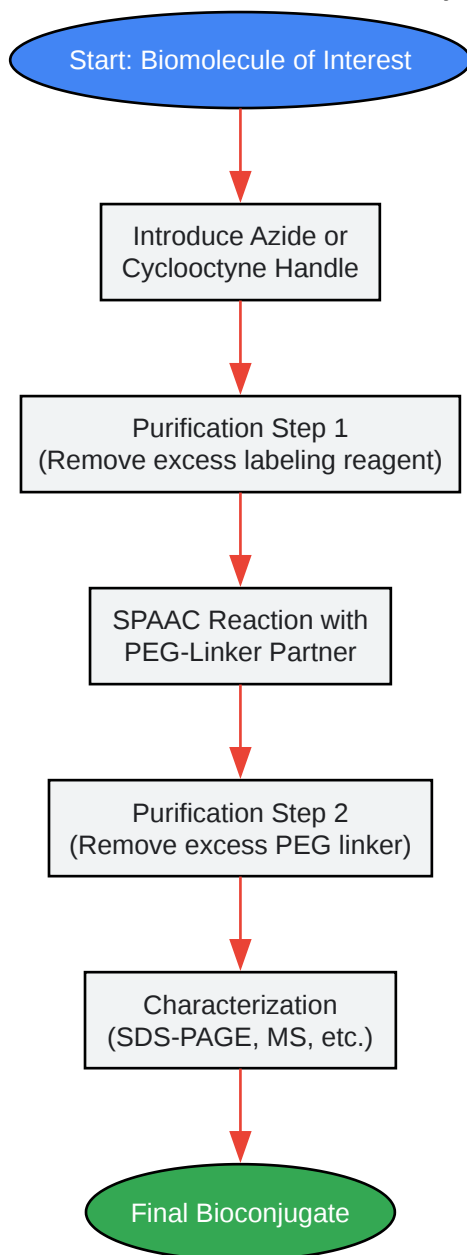 Start: Biomolecule of Interest
Introduce Azide or
Cyclooctyne Handle
Purification Step 1
(Remove excess labeling reagent)
SPAAC Reaction with
PEG-Linker Partner
Purification Step 2
(Remove excess PEG linker)
Characterization
(SDS-PAGE, MS, etc.)
Final Bioconjugate